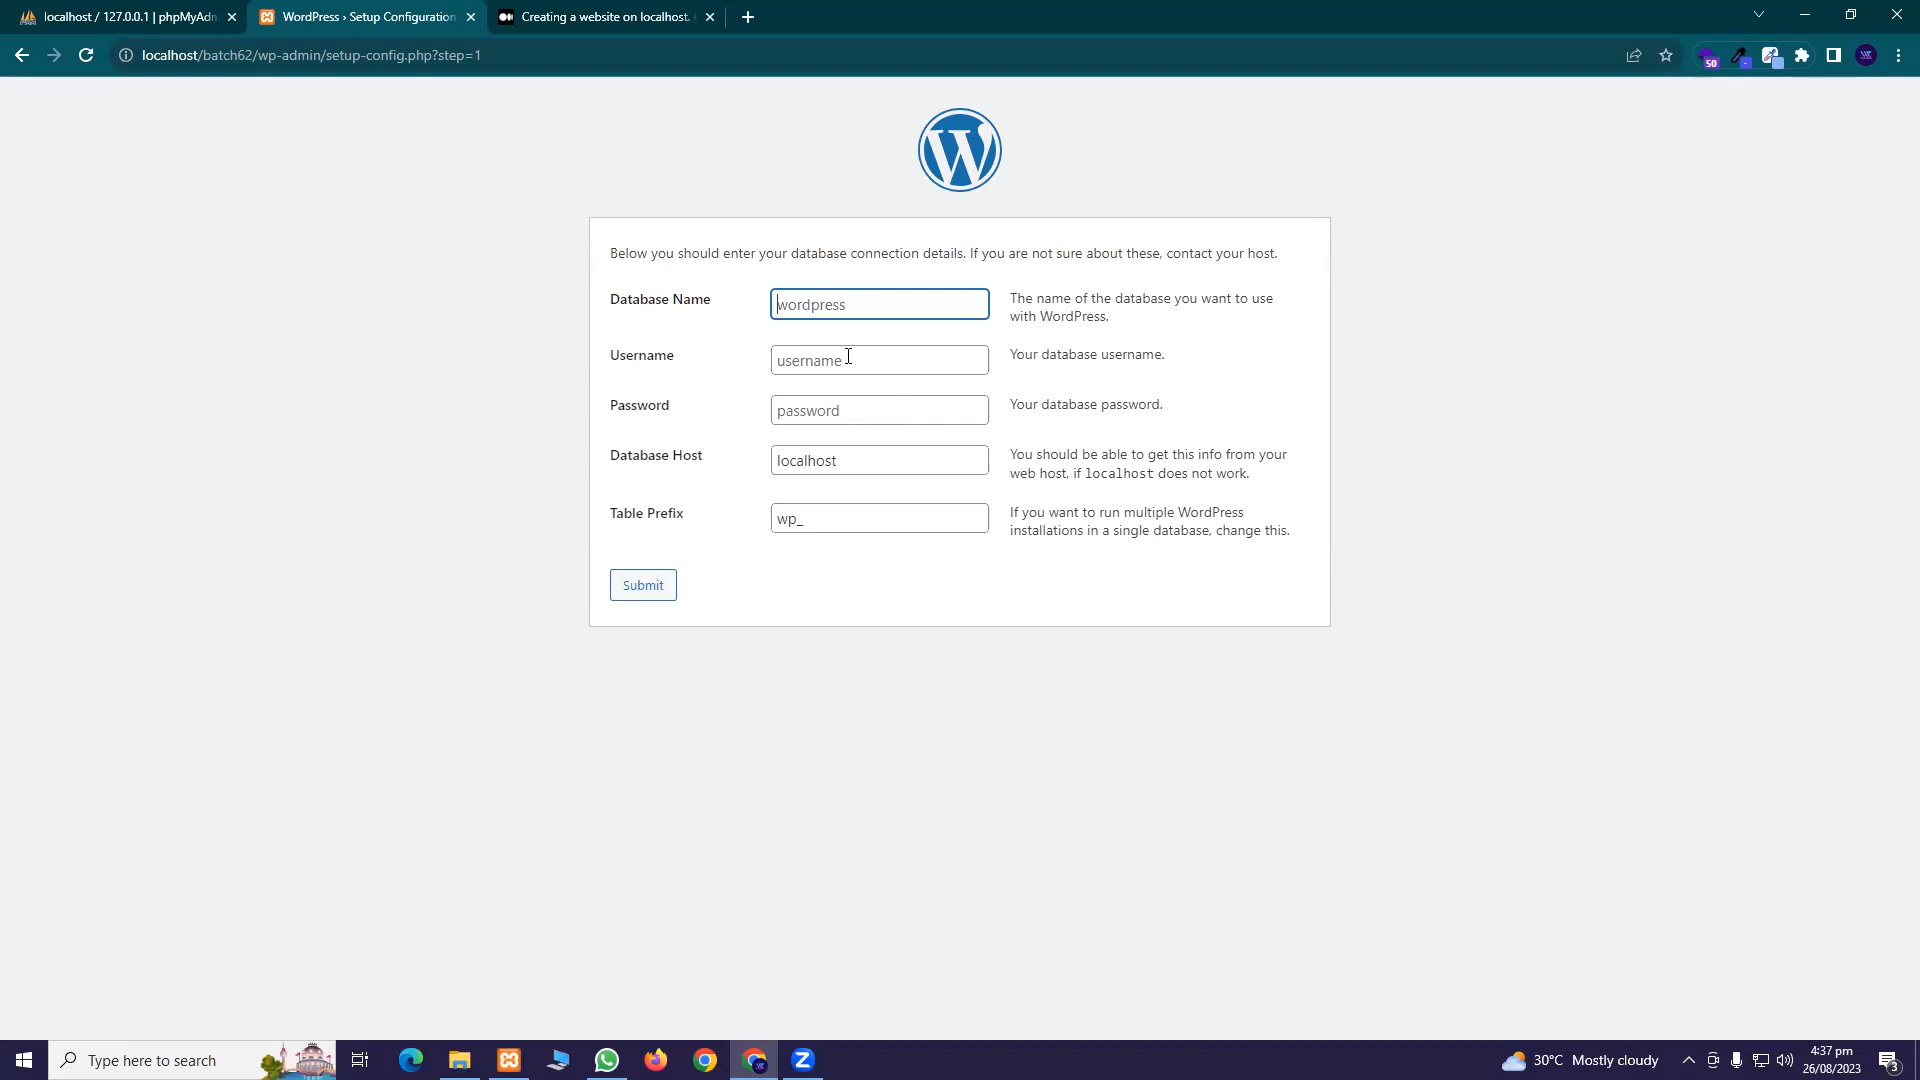 localhost / 127.0.0.1 | phpMyAdm
WordPress › Setup Configuration
Creating a website on localhost.
localhost/batch62/wp-admin/setup-config.php?step=1
50
Below you should enter your database connection details. If you are not sure about these, contact your host.
Database Name
wordpress
The name of the database you want to use
with WordPress.
Username
username
Your database username.
Password
password
Your database password.
Database Host
localhost
You should be able to get this info from your
web host, if localhost does not work.
Table Prefix
wp_
If you want to run multiple WordPress
installations in a single database, change this.
Submit
Type here to search
30°C Mostly cloudy
4:37 pm
26/08/2023
3